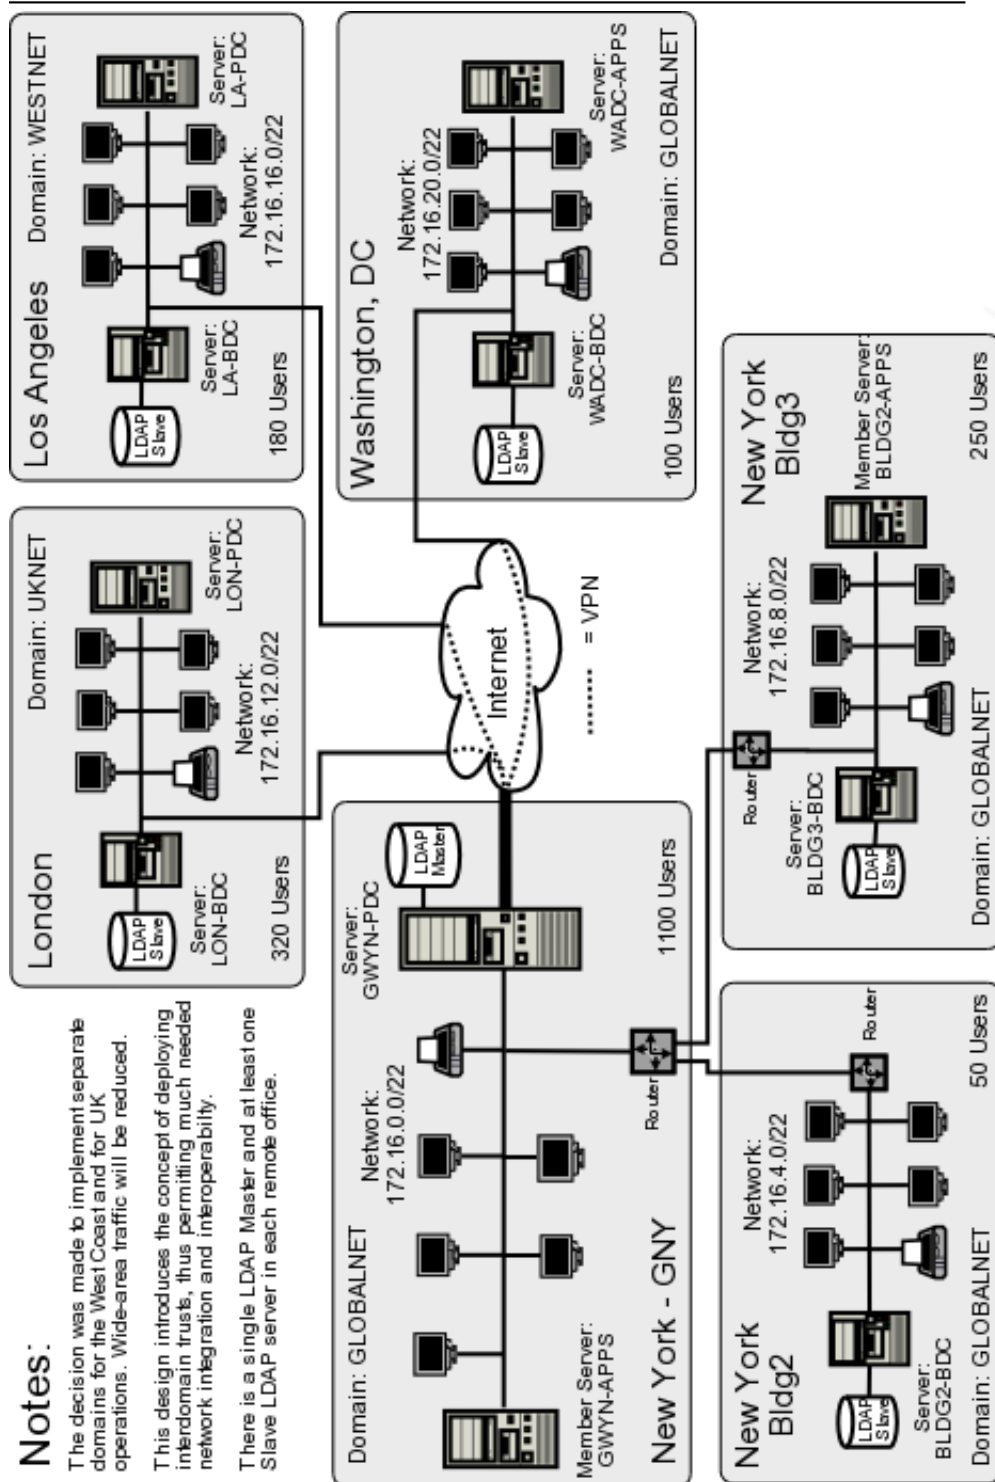 Notes:
The decision was made to implement separate
domains for the West Coast and for UK
operations. Wide-area traffic will be reduced.
This design introduces the concept of deploying
interdomain trusts, thus permitting much needed
network integration and interoperabilty.
There is a single LDAP Master and at least one
Slave LDAP server in each remote office.
London
Domain: UKNET
LDAP
Slave
Server:
LON-BDC
Network:
172.16.12.0/22
Server:
LON-PDC
320 Users
Los Angeles
Domain: WESTNET
LDAP
Slave
Server:
LA-BDC
Network:
172.16.16.0/22
Server:
LA-PDC
180 Users
Washington, DC
Network:
172.16.20.0/22
LDAP
Slave
Server:
WADC-BDC
Server:
WADC-APPS
100 Users
Domain: GLOBALNET
Internet
= VPN
Domain: GLOBALNET
Network:
172.16.0.0/22
Server:
GWYN-PDC
LDAP
Master
Member Server:
GWYN-APPS
New York - GNY
Router
1100 Users
New York
Bldg2
Network:
172.16.4.0/22
Router
LDAP
Slave
Server:
BLDG2-BDC
Domain: GLOBALNET
50 Users
New York
Bldg3
Router
Network:
172.16.8.0/22
Server:
BLDG3-BDC
LDAP
Slave
Member Server:
BLDG2-APPS
Domain: GLOBALNET
250 Users